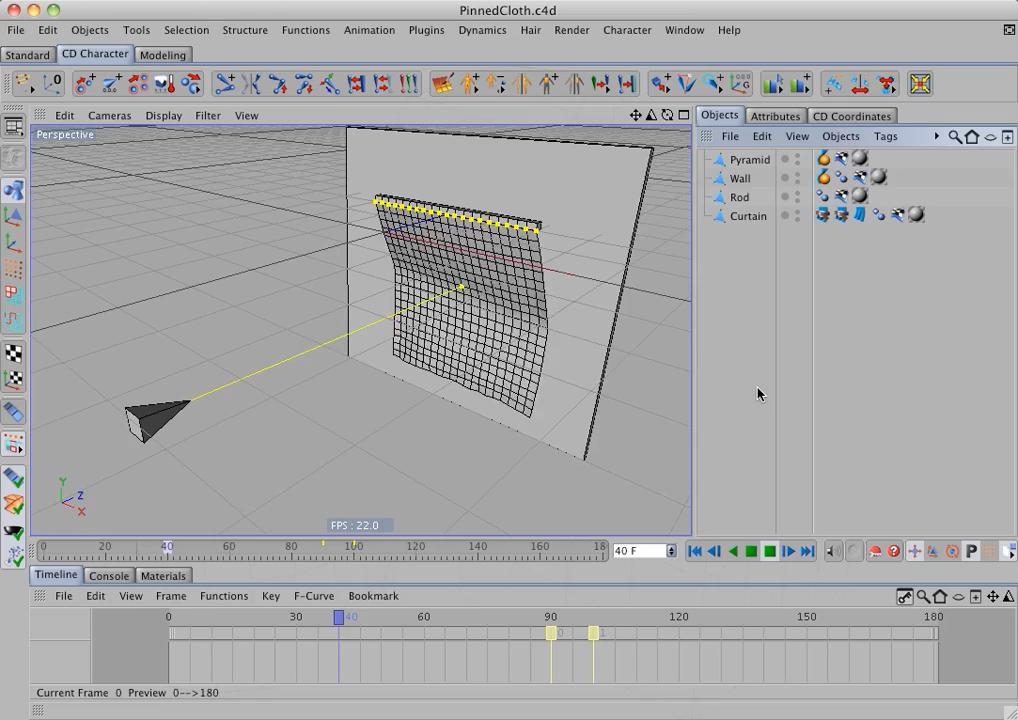 PinnedCloth.c4d
File Edit Objects Tools Selection Structure Functions Animation Plugins Dynamics Hair Render Character Window Help
Standard CD Character Modeling
Edit Cameras Display Filter View
Objects Attributes CD Coordinates
File Edit View Objects Tags
Perspective
Pyramid
Wall
Rod
Curtain
Y
Z
X
FPS : 22.0
0 20 40 60 80 100 120 140 160 18
40 F
P
Timeline Console Materials
File Edit View Frame Functions Key F-Curve Bookmark
0 30 40 60 90 120 150 180
Current Frame 0 Preview 0-->180